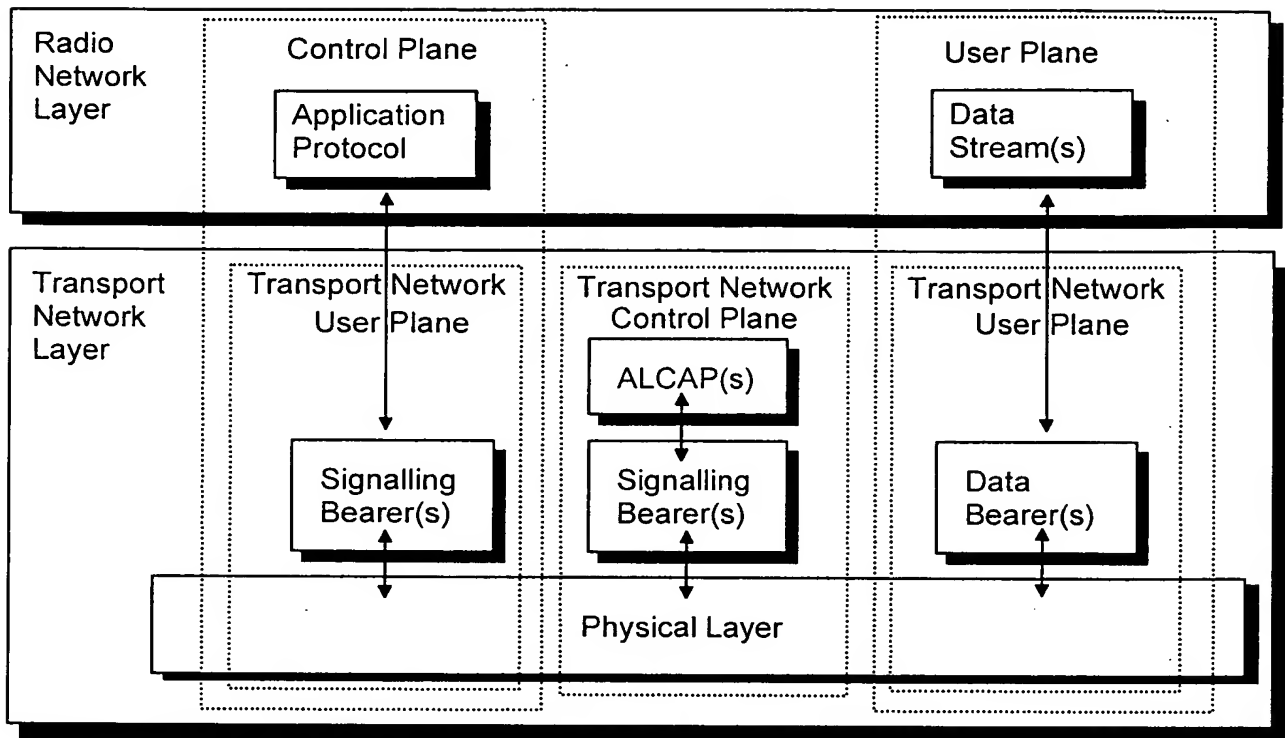 Radio
Network
Layer
Control Plane
User Plane
Application
Protocol
Data
Stream(s)
Transport
Network
Layer
Transport Network
User Plane
Transport Network
Control Plane
Transport Network
User Plane
ALCAP(s)
Signalling
Bearer(s)
Signalling
Bearer(s)
Data
Bearer(s)
Physical Layer